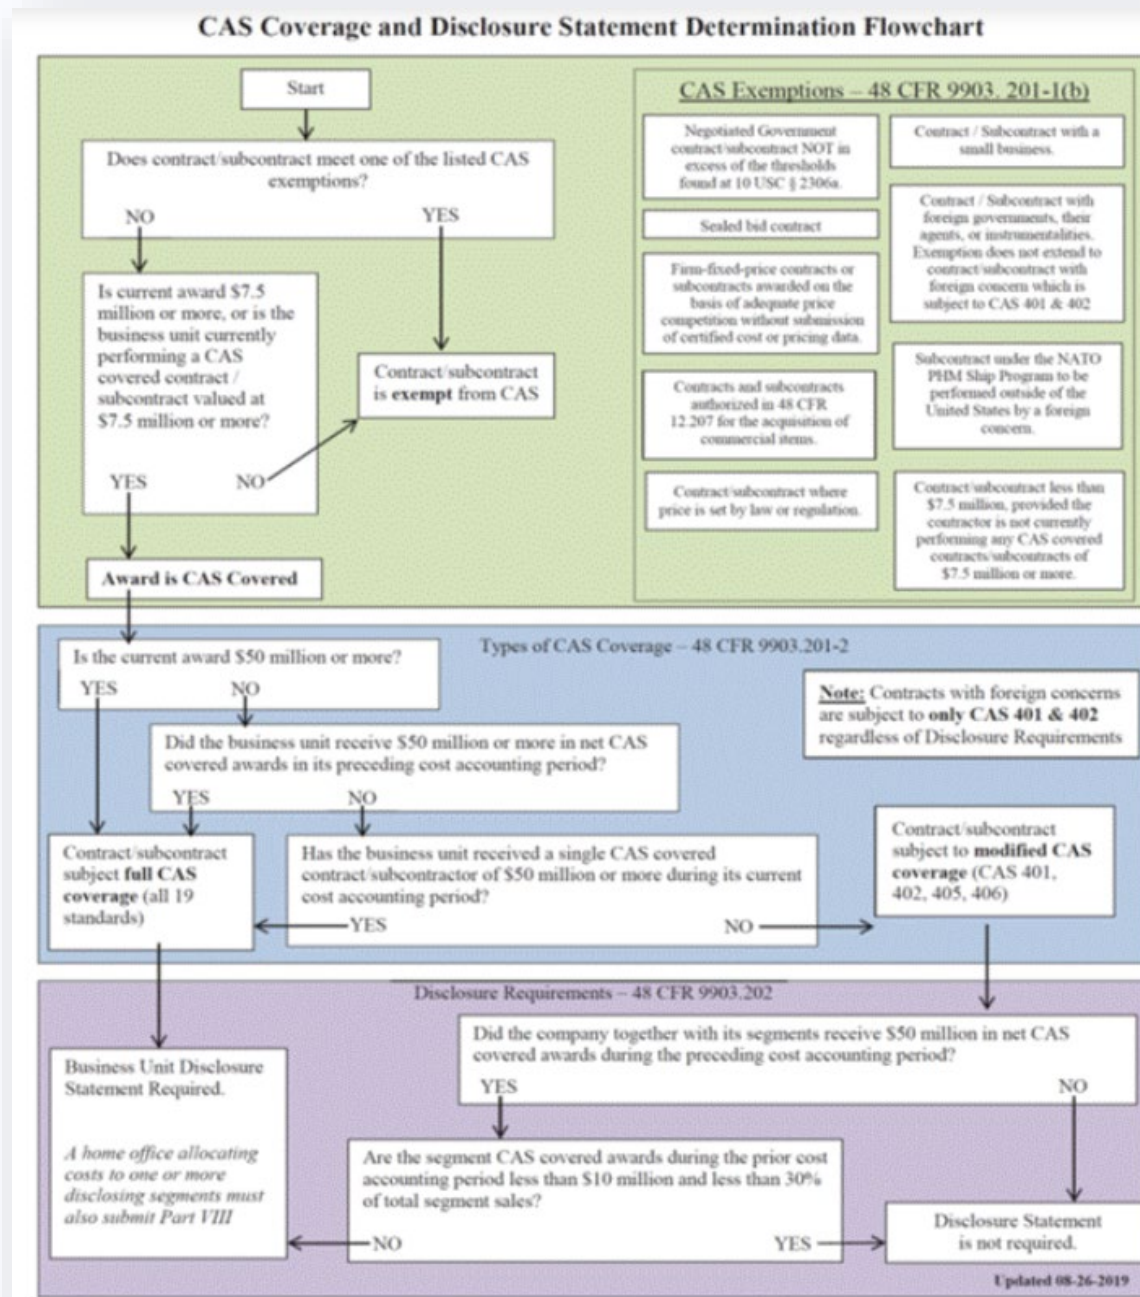 CAS Coverage and Disclosure Statement Determination Flowchart
Start
Does contract/subcontract meet one of the listed CAS
exemptions?
NO
YES
Is current award $7.5
million or more, or is the
business unit currently
performing a CAS
covered contract /
subcontract valued at
$7.5 million or more?
YES
NO
Contract/subcontract
is exempt from CAS
Award is CAS Covered
CAS Exemptions – 48 CFR 9903. 201-1(b)
Negotiated Government
contract/subcontract NOT in
excess of the thresholds
found at 10 USC § 2306a.
Sealed bid contract
Firm-fixed-price contracts or
subcontracts awarded on the
basis of adequate price
competition without submission
of certified cost or pricing data.
Contracts and subcontracts
authorized in 48 CFR
12.207 for the acquisition of
commercial items.
Contract/subcontract where
price is set by law or regulation.
Contract / Subcontract with a
small business.
Contract / Subcontract with
foreign governments, their
agents, or instrumentalities.
Exemption does not extend to
contract/subcontract with
foreign concern which is
subject to CAS 401 & 402
Subcontract under the NATO
PHM Ship Program to be
performed outside of the
United States by a foreign
concern.
Contract/subcontract less than
$7.5 million, provided the
contractor is not currently
performing any CAS covered
contracts/subcontracts of
$7.5 million or more.
Types of CAS Coverage – 48 CFR 9903.201-2
Is the current award $50 million or more?
YES
NO
Note: Contracts with foreign concerns
are subject to only CAS 401 & 402
regardless of Disclosure Requirements
Did the business unit receive $50 million or more in net CAS
covered awards in its preceding cost accounting period?
YES
NO
Contract/subcontract
subject full CAS
coverage (all 19
standards)
Has the business unit received a single CAS covered
contract/subcontractor of $50 million or more during its current
cost accounting period?
YES
NO
Contract/subcontract
subject to modified CAS
coverage (CAS 401,
402, 405, 406)
Disclosure Requirements – 48 CFR 9903.202
Did the company together with its segments receive $50 million in net CAS
covered awards during the preceding cost accounting period?
YES
NO
Business Unit Disclosure
Statement Required.
A home office allocating
costs to one or more
disclosing segments must
also submit Part VIII
Are the segment CAS covered awards during the prior cost
accounting period less than $10 million and less than 30%
of total segment sales?
NO
YES
Disclosure Statement
is not required.
Updated 08-26-2019